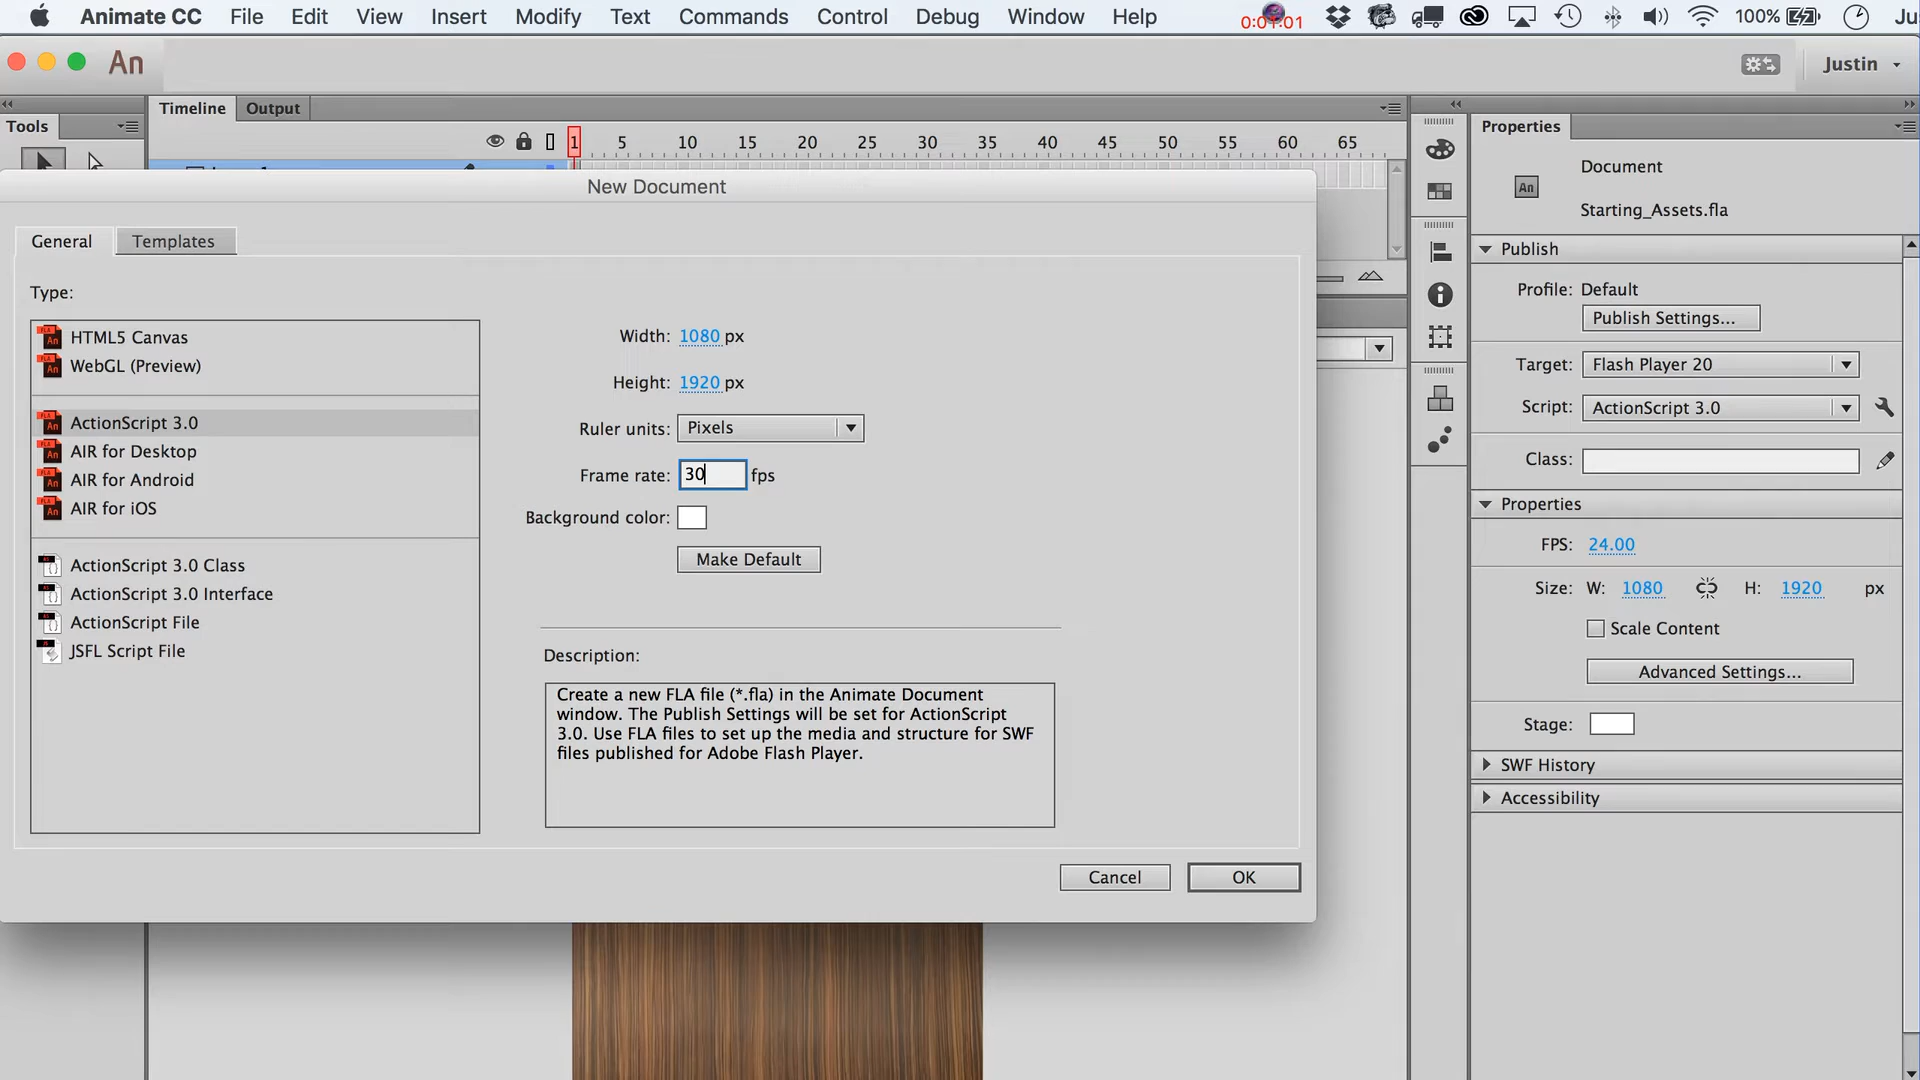 Animate CC File Edit View Insert Modify Text Commands Control Debug Window Help 0:01:01 100% Ju
An Justin
Timeline Output
Tools
1 5 10 15 20 25 30 35 40 45 50 55 60 65
New Document
General Templates
Type:
HTML5 Canvas
WebGL (Preview)
ActionScript 3.0
AIR for Desktop
AIR for Android
AIR for iOS
ActionScript 3.0 Class
ActionScript 3.0 Interface
ActionScript File
JSFL Script File
Width: 1080 px
Height: 1920 px
Ruler units: Pixels
Frame rate: 30 fps
Background color:
Make Default
Description:
Create a new FLA file (*.fla) in the Animate Document
window. The Publish Settings will be set for ActionScript
3.0. Use FLA files to set up the media and structure for SWF
files published for Adobe Flash Player.
Cancel OK
Properties
Document
An
Starting_Assets.fla
Publish
Profile: Default
Publish Settings...
Target: Flash Player 20
Script: ActionScript 3.0
Class:
Properties
FPS: 24.00
Size: W: 1080 H: 1920 px
Scale Content
Advanced Settings...
Stage:
SWF History
Accessibility